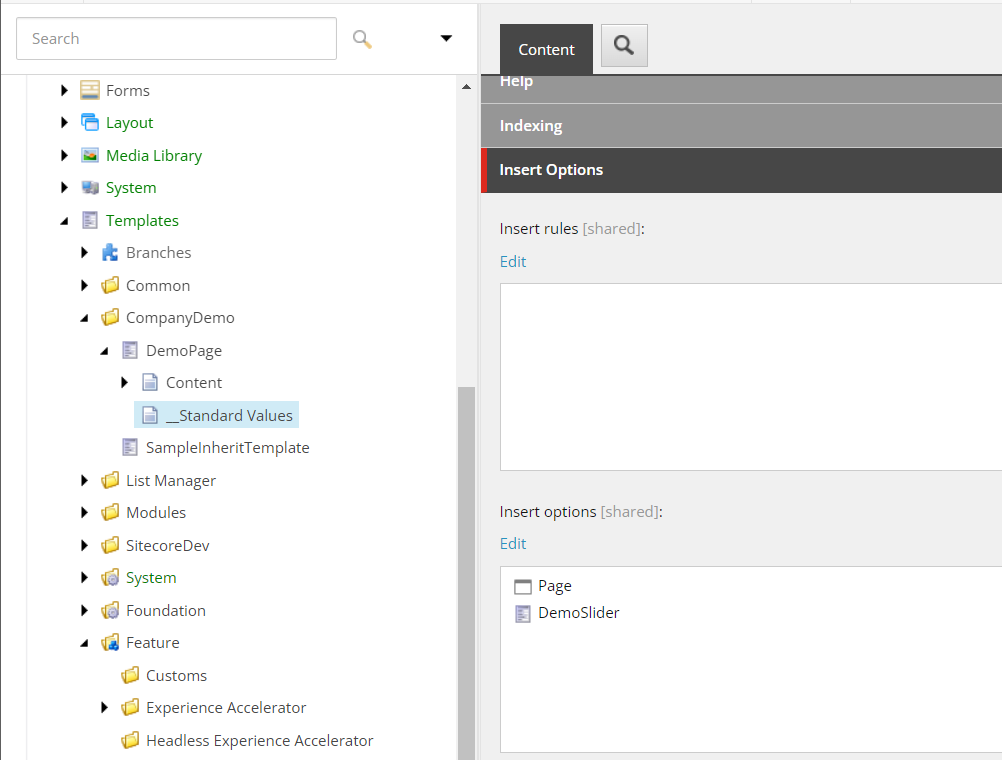 Search
Forms
Layout
Media Library
System
Templates
Branches
Common
CompanyDemo
DemoPage
Content
__Standard Values
SampleInheritTemplate
List Manager
Modules
SitecoreDev
System
Foundation
Feature
Customs
Experience Accelerator
Headless Experience Accelerator
Content
Help
Indexing
Insert Options
Insert rules [shared]:
Edit
Insert options [shared]:
Edit
Page
DemoSlider